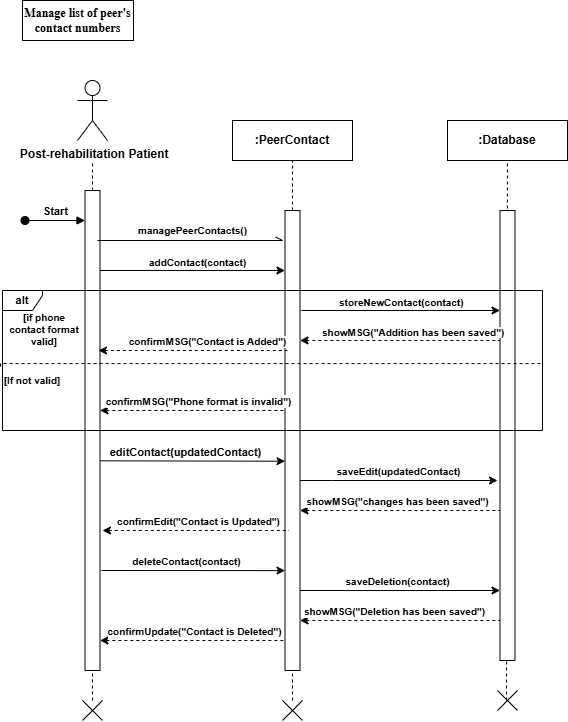 Manage list of peer's
contact numbers
Post-rehabilitation Patient
:PeerContact
:Database
Start
managePeerContacts()
addContact(contact)
alt
[if phone
contact format
valid]
storeNewContact(contact)
showMSG("Addition has been saved")
confirmMSG("Contact is Added")
[If not valid]
confirmMSG("Phone format is invalid)
editContact(updatedContact)
saveEdit(updatedContact)
showMSG("changes has been saved")
confirmEdit("Contact is Updated")
deleteContact(contact)
saveDeletion(contact)
showMSG("Deletion has been saved")
confirmUpdate("Contact is Deleted")